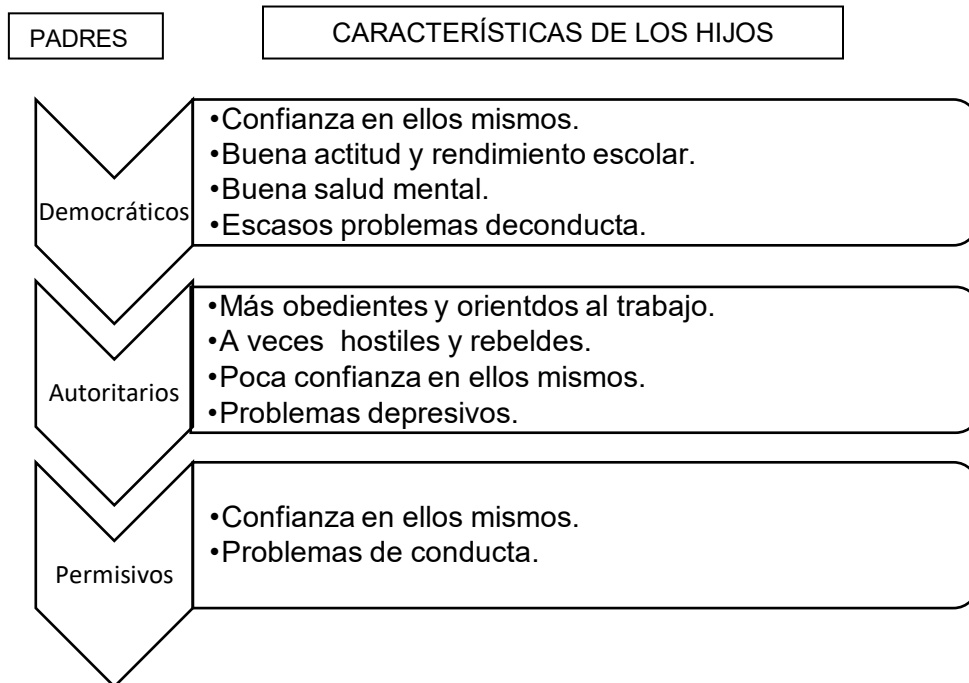 PADRES
CARACTERÍSTICAS DE LOS HIJOS
Democráticos
•Confianza en ellos mismos.
•Buena actitud y rendimiento escolar.
•Buena salud mental.
•Escasos problemas deconducta.
Autoritarios
•Más obedientes y orientdos al trabajo.
•A veces  hostiles y rebeldes.
•Poca confianza en ellos mismos.
•Problemas depresivos.
Permisivos
•Confianza en ellos mismos.
•Problemas de conducta.